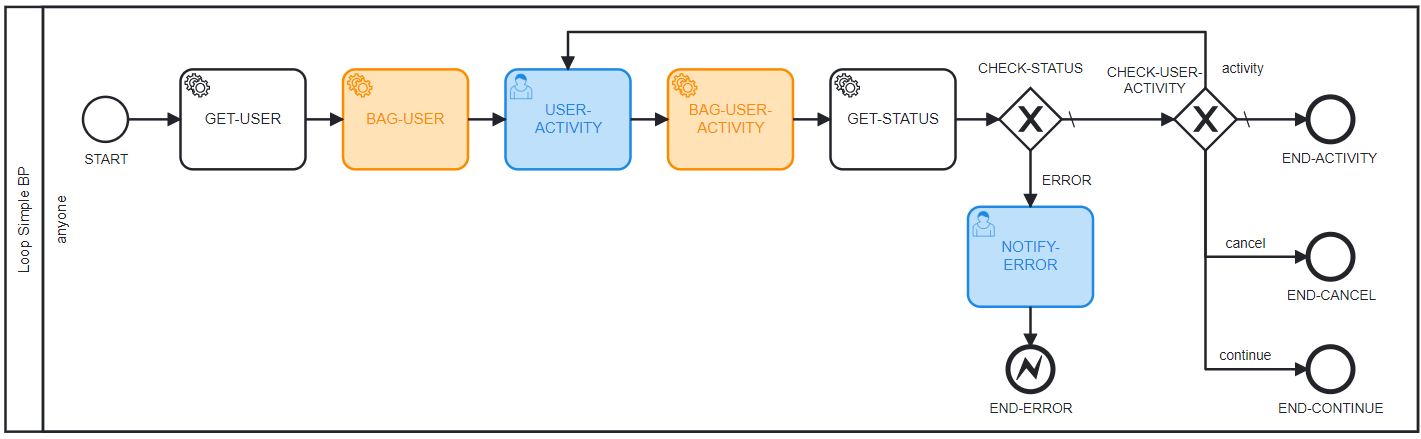 Loop Simple BP
anyone
START
GET-USER
BAG-USER
USER-
ACTIVITY
BAG-USER-
ACTIVITY
GET-STATUS
CHECK-STATUS
ERROR
NOTIFY-
ERROR
END-ERROR
CHECK-USER-
ACTIVITY
activity
END-ACTIVITY
cancel
END-CANCEL
continue
END-CONTINUE